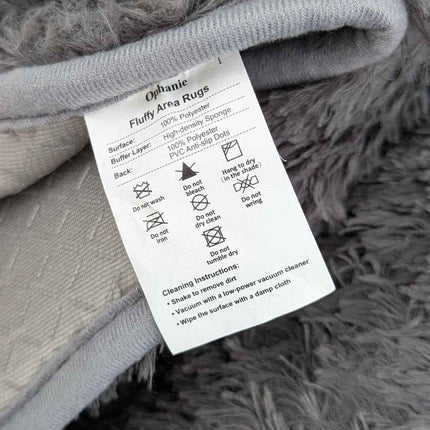 Ophanie
Fluffy Area Rugs
Surface: 100% Polyester
Buffer Layer: High-density Sponge
Back: 100% Polyester
PVC Anti-slip Dots
Do not wash
Do not bleach
Hang to dry (in the shade)
Do not iron
Do not dry clean
Do not wring
Do not tumble dry
Cleaning Instructions:
• Shake to remove dirt
• Vacuum with a low-power vacuum cleaner
• Wipe the surface with a damp cloth